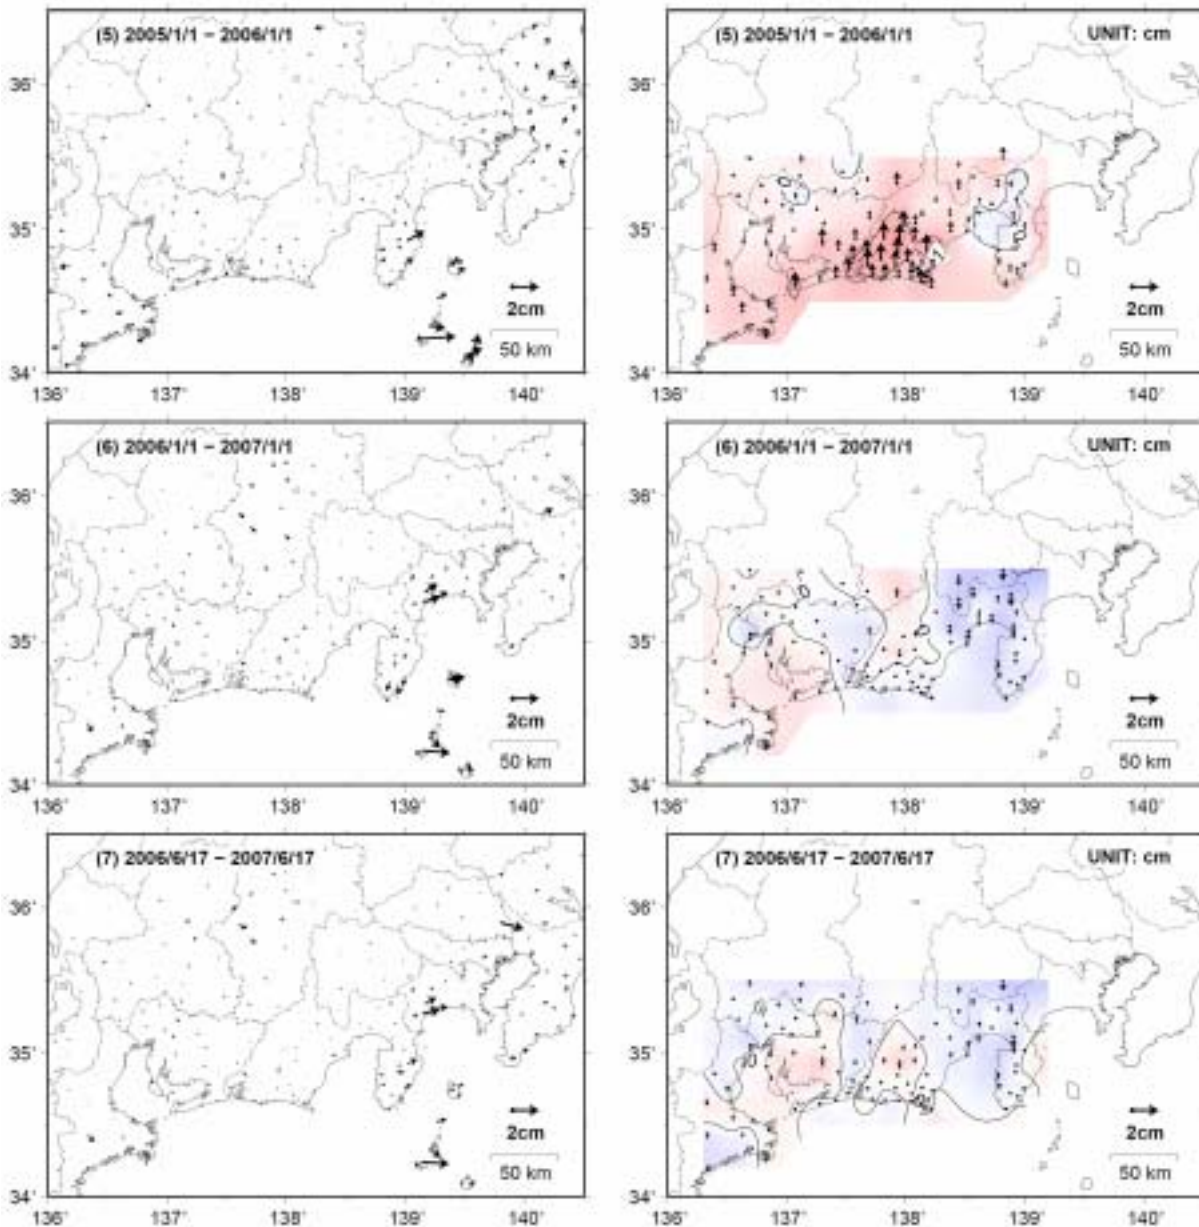 (5) 2005/1/1 – 2006/1/1
36°
35°
34°
2cm
50 km
136° 137° 138° 139° 140°
(5) 2005/1/1 – 2006/1/1 UNIT: cm
36°
35°
34°
1
2cm
50 km
136° 137° 138° 139° 140°
(6) 2006/1/1 – 2007/1/1
36°
35°
34°
2cm
50 km
136° 137° 138° 139° 140°
(6) 2006/1/1 – 2007/1/1 UNIT: cm
36°
35°
34°
2cm
50 km
136° 137° 138° 139° 140°
(7) 2006/6/17 – 2007/6/17
36°
35°
34°
2cm
50 km
136° 137° 138° 139° 140°
(7) 2006/6/17 – 2007/6/17 UNIT: cm
36°
35°
34°
2cm
50 km
136° 137° 138° 139° 140°